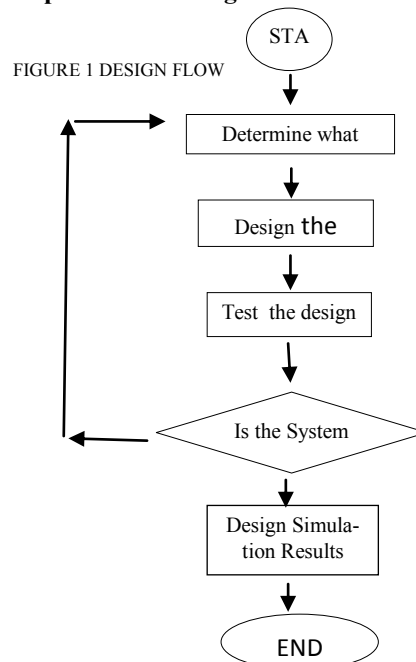 STA
FIGURE 1 DESIGN FLOW
Determine what
Design the
Test the design
Is the System
Design Simula-
tion Results
END